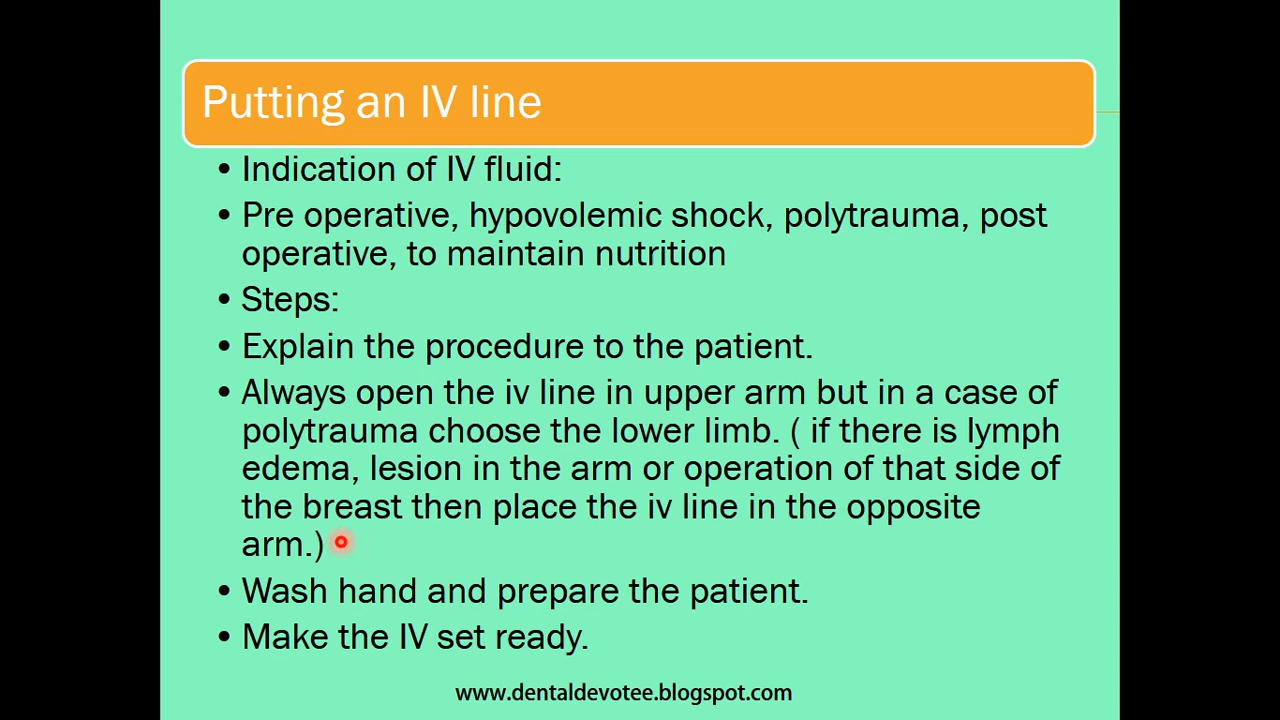 Putting an IV line
• Indication of IV fluid:
• Pre operative, hypovolemic shock, polytrauma, post
operative, to maintain nutrition
• Steps:
• Explain the procedure to the patient.
• Always open the iv line in upper arm but in a case of
polytrauma choose the lower limb. ( if there is lymph
edema, lesion in the arm or operation of that side of
the breast then place the iv line in the opposite
arm.)
• Wash hand and prepare the patient.
• Make the IV set ready.
www.dentaldevotee.blogspot.com